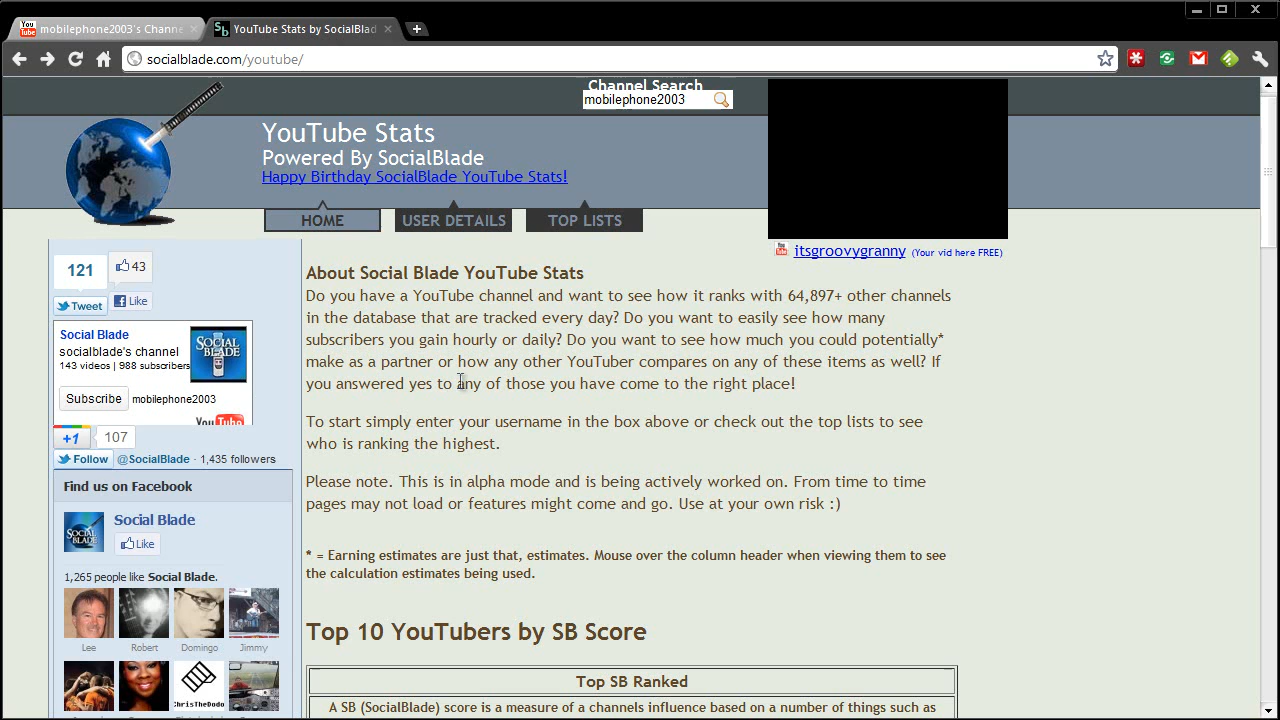 mobilephone2003's Channe
YouTube Stats by SocialBlad
socialblade.com/youtube/
Channel Search
mobilephone2003
YouTube Stats
Powered By SocialBlade
Happy Birthday SocialBlade YouTube Stats!
HOME
USER DETAILS
TOP LISTS
itsgroovygranny (Your vid here FREE)
121
43
Tweet
Like
Social Blade
socialblade's channel
143 videos | 988 subscribers
SOCIAL
BLADE
Subscribe
mobilephone2003
You Tube
+1
107
Follow @SocialBlade 1,435 followers
Find us on Facebook
Social Blade
Like
1,265 people like Social Blade.
Lee
Robert
Domingo
Jimmy
ChrisTheDodo
About Social Blade YouTube Stats
Do you have a YouTube channel and want to see how it ranks with 64,897+ other channels
in the database that are tracked every day? Do you want to easily see how many
subscribers you gain hourly or daily? Do you want to see how much you could potentially*
make as a partner or how any other YouTuber compares on any of these items as well? If
you answered yes to any of those you have come to the right place!
To start simply enter your username in the box above or check out the top lists to see
who is ranking the highest.
Please note. This is in alpha mode and is being actively worked on. From time to time
pages may not load or features might come and go. Use at your own risk :)
* = Earning estimates are just that, estimates. Mouse over the column header when viewing them to see
the calculation estimates being used.
Top 10 YouTubers by SB Score
Top SB Ranked
A SB (SocialBlade) score is a measure of a channels influence based on a number of things such as